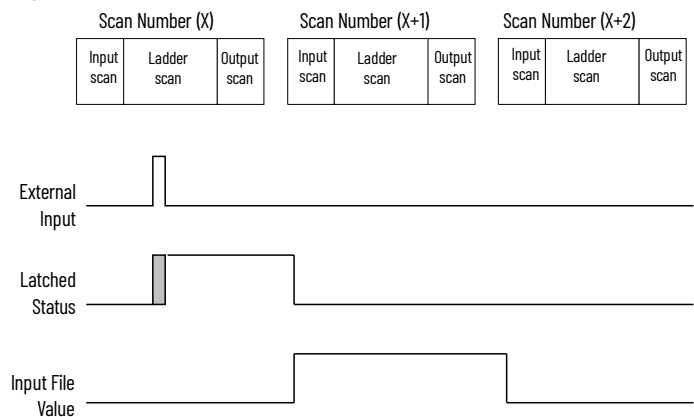 Scan Number (X)
Scan Number (X+1)
Scan Number (X+2)
Input
scan
Ladder
scan
Output
scan
Input
scan
Ladder
scan
Output
scan
Input
scan
Ladder
scan
Output
scan
External
Input
Latched
Status
Input File
Value